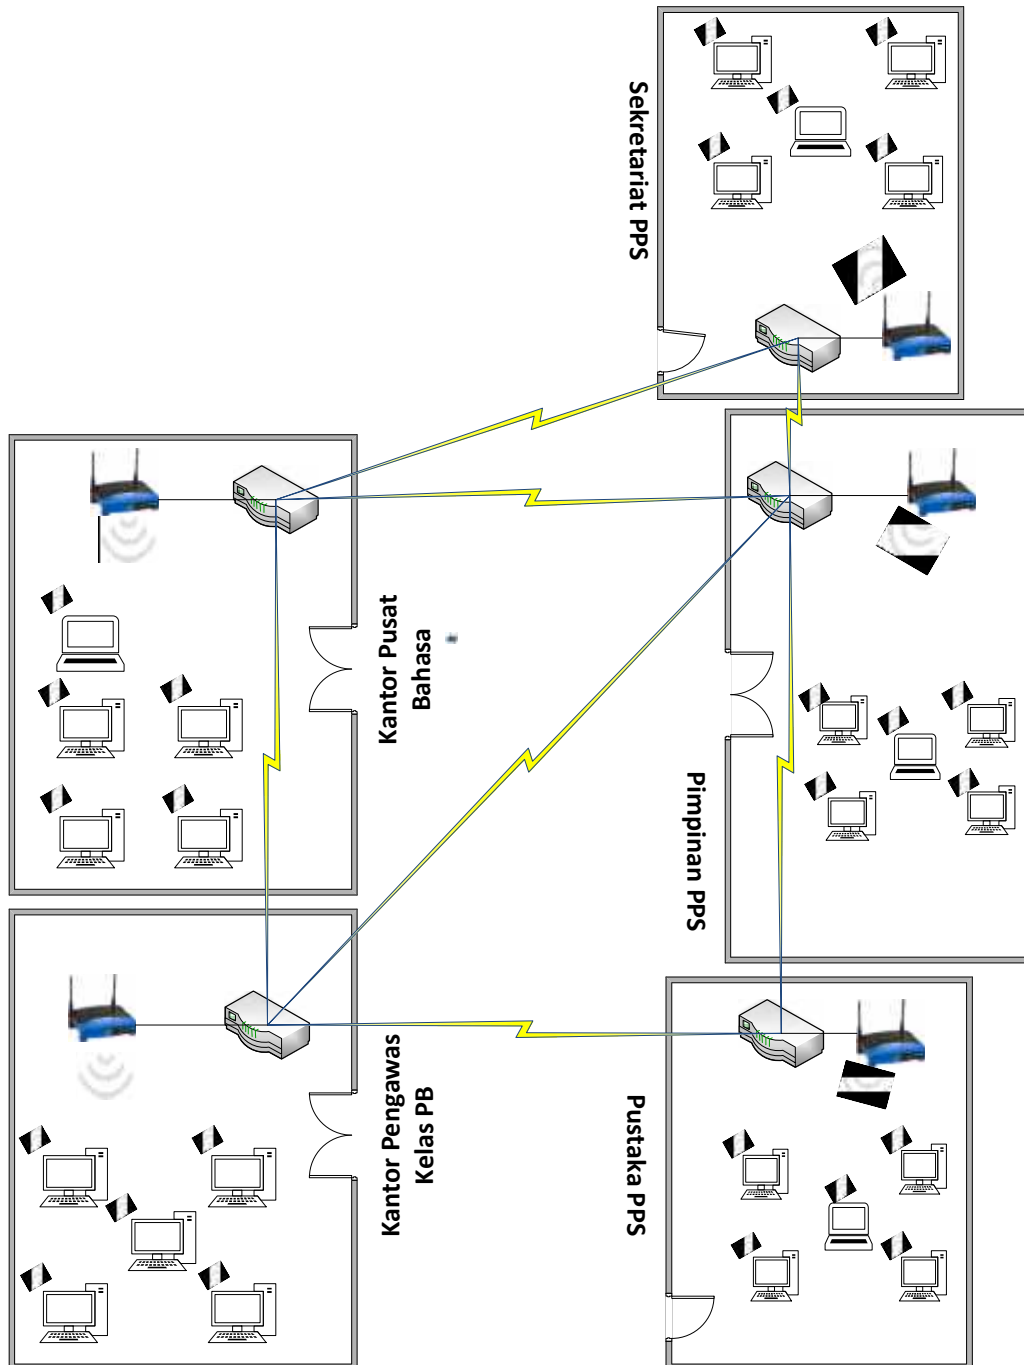 Sekretariat PPS
Kantor Pusat
Bahasa
Pimpinan PPS
Kantor Pengawas
Kelas PB
Pustaka PPS